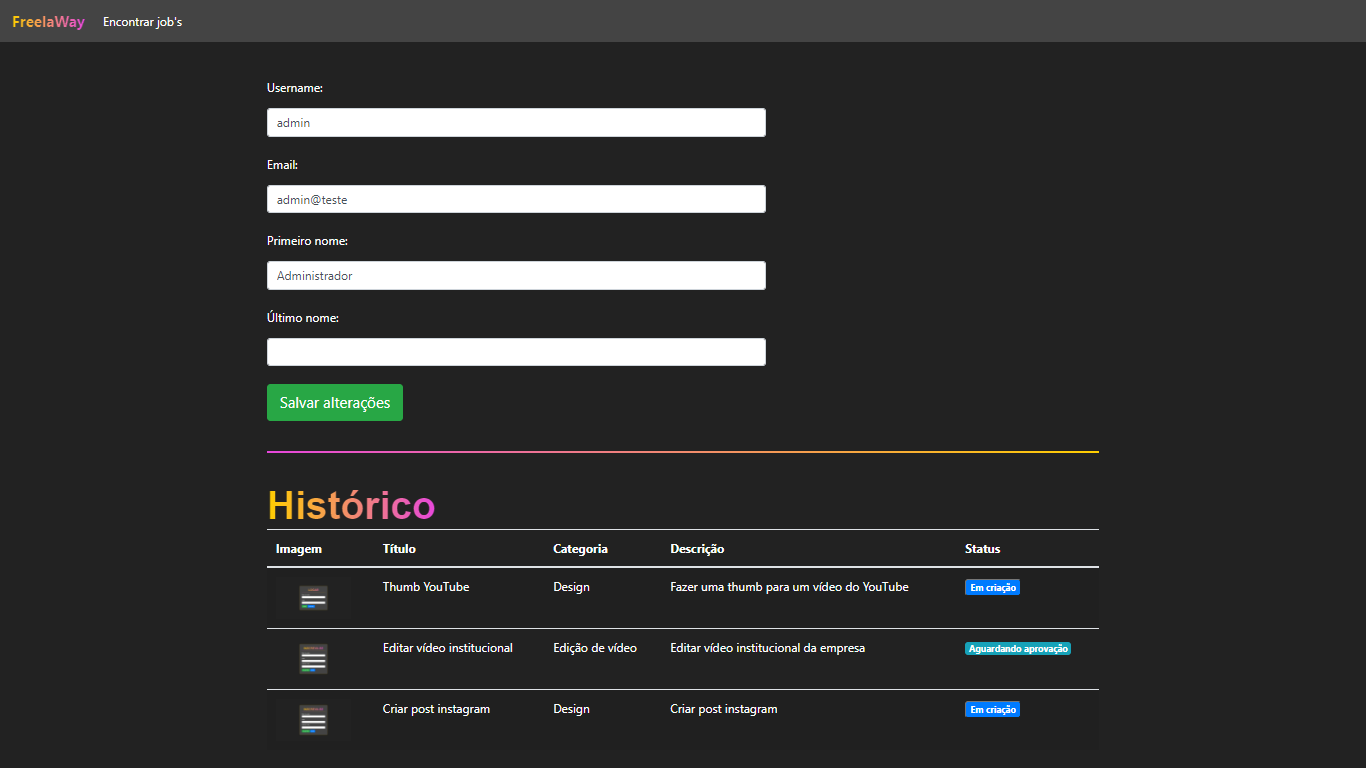 FreelaWay Encontrar job's
Username:
admin
Email:
admin@teste
Primeiro nome:
Administrador
Último nome:
Salvar alterações
Histórico
Imagem Título Categoria Descrição Status
Thumb YouTube Design Fazer uma thumb para um vídeo do YouTube Em criação
Editar vídeo institucional Edição de vídeo Editar vídeo institucional da empresa Aguardando aprovação
Criar post instagram Design Criar post instagram Em criação